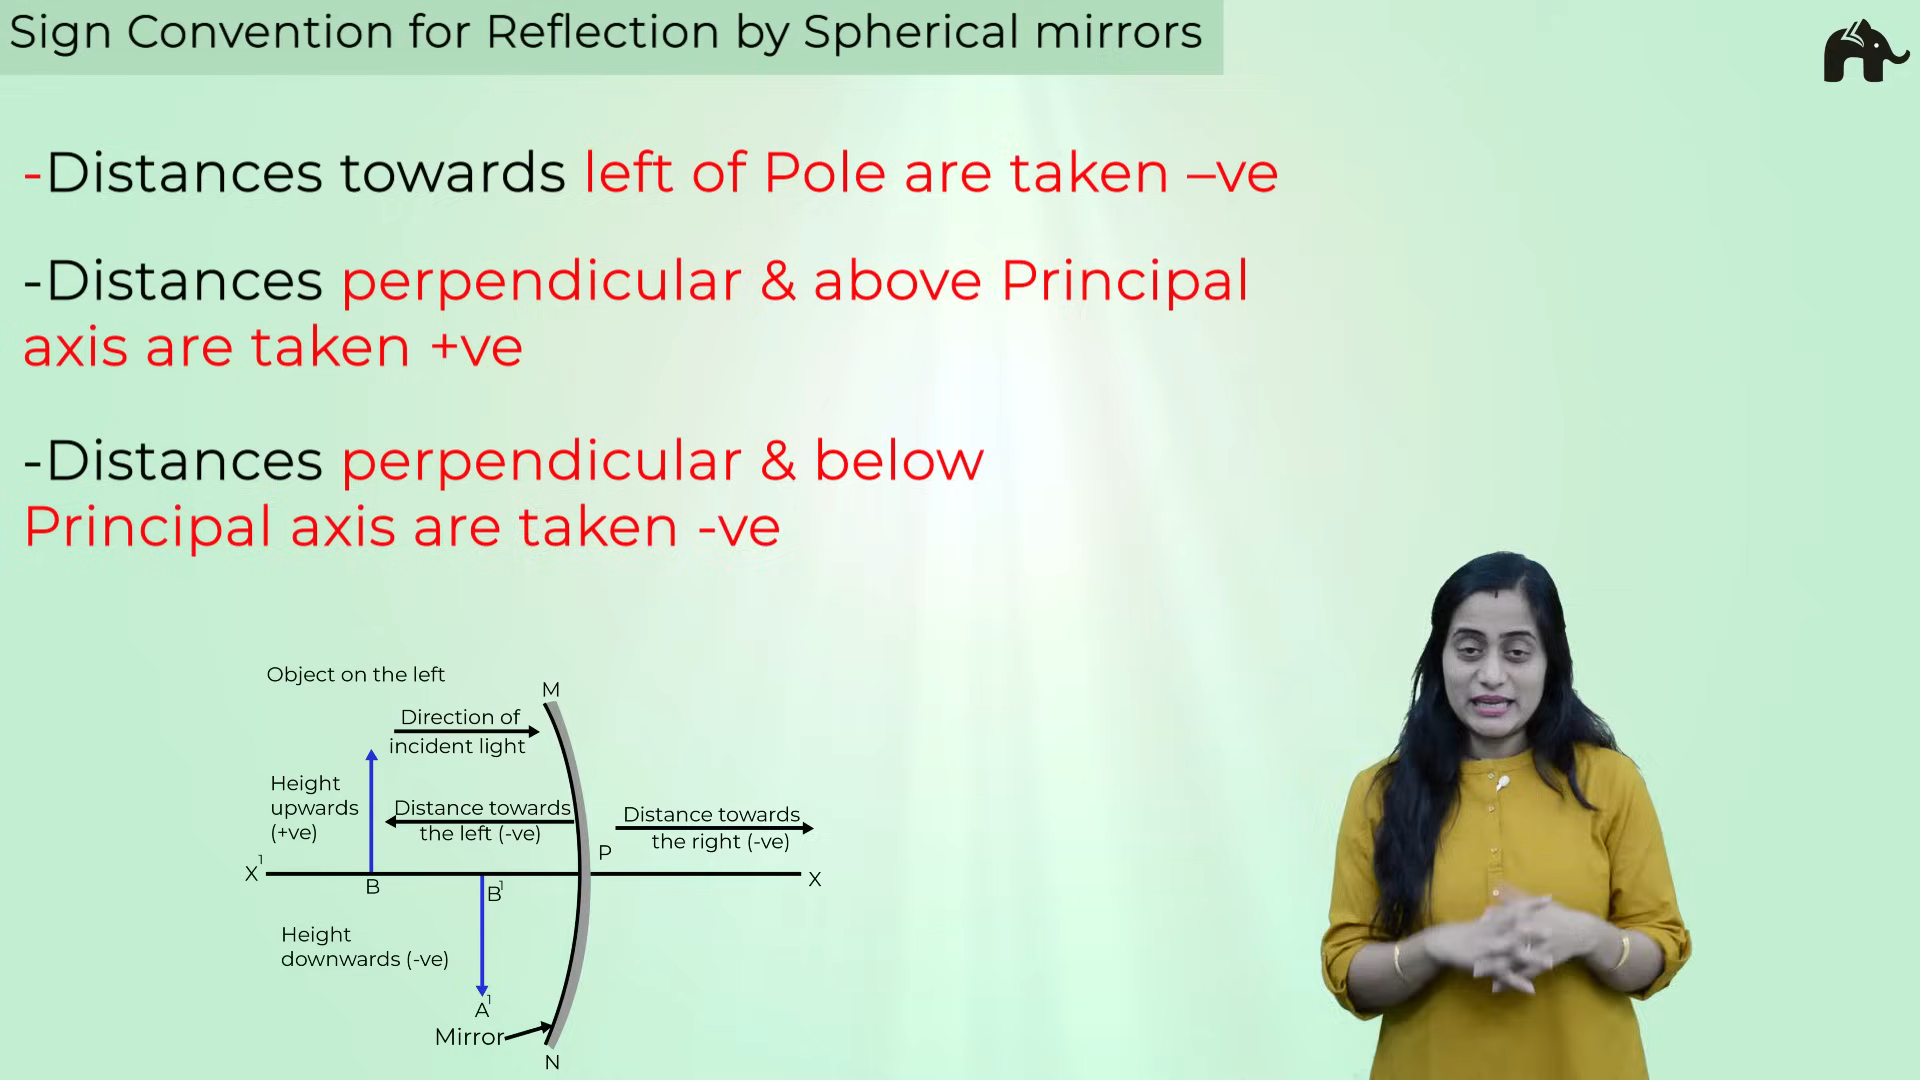 Sign Convention for Reflection by Spherical mirrors
-Distances towards left of Pole are taken –ve
-Distances perpendicular & above Principal
axis are taken +ve
-Distances perpendicular & below
Principal axis are taken -ve
Object on the left
M
Direction of
incident light
Height
upwards
(+ve)
Distance towards
the left (-ve)
Distance towards
the right (-ve)
P
X¹
X
B
B¹
Height
downwards (-ve)
A¹
Mirror
N